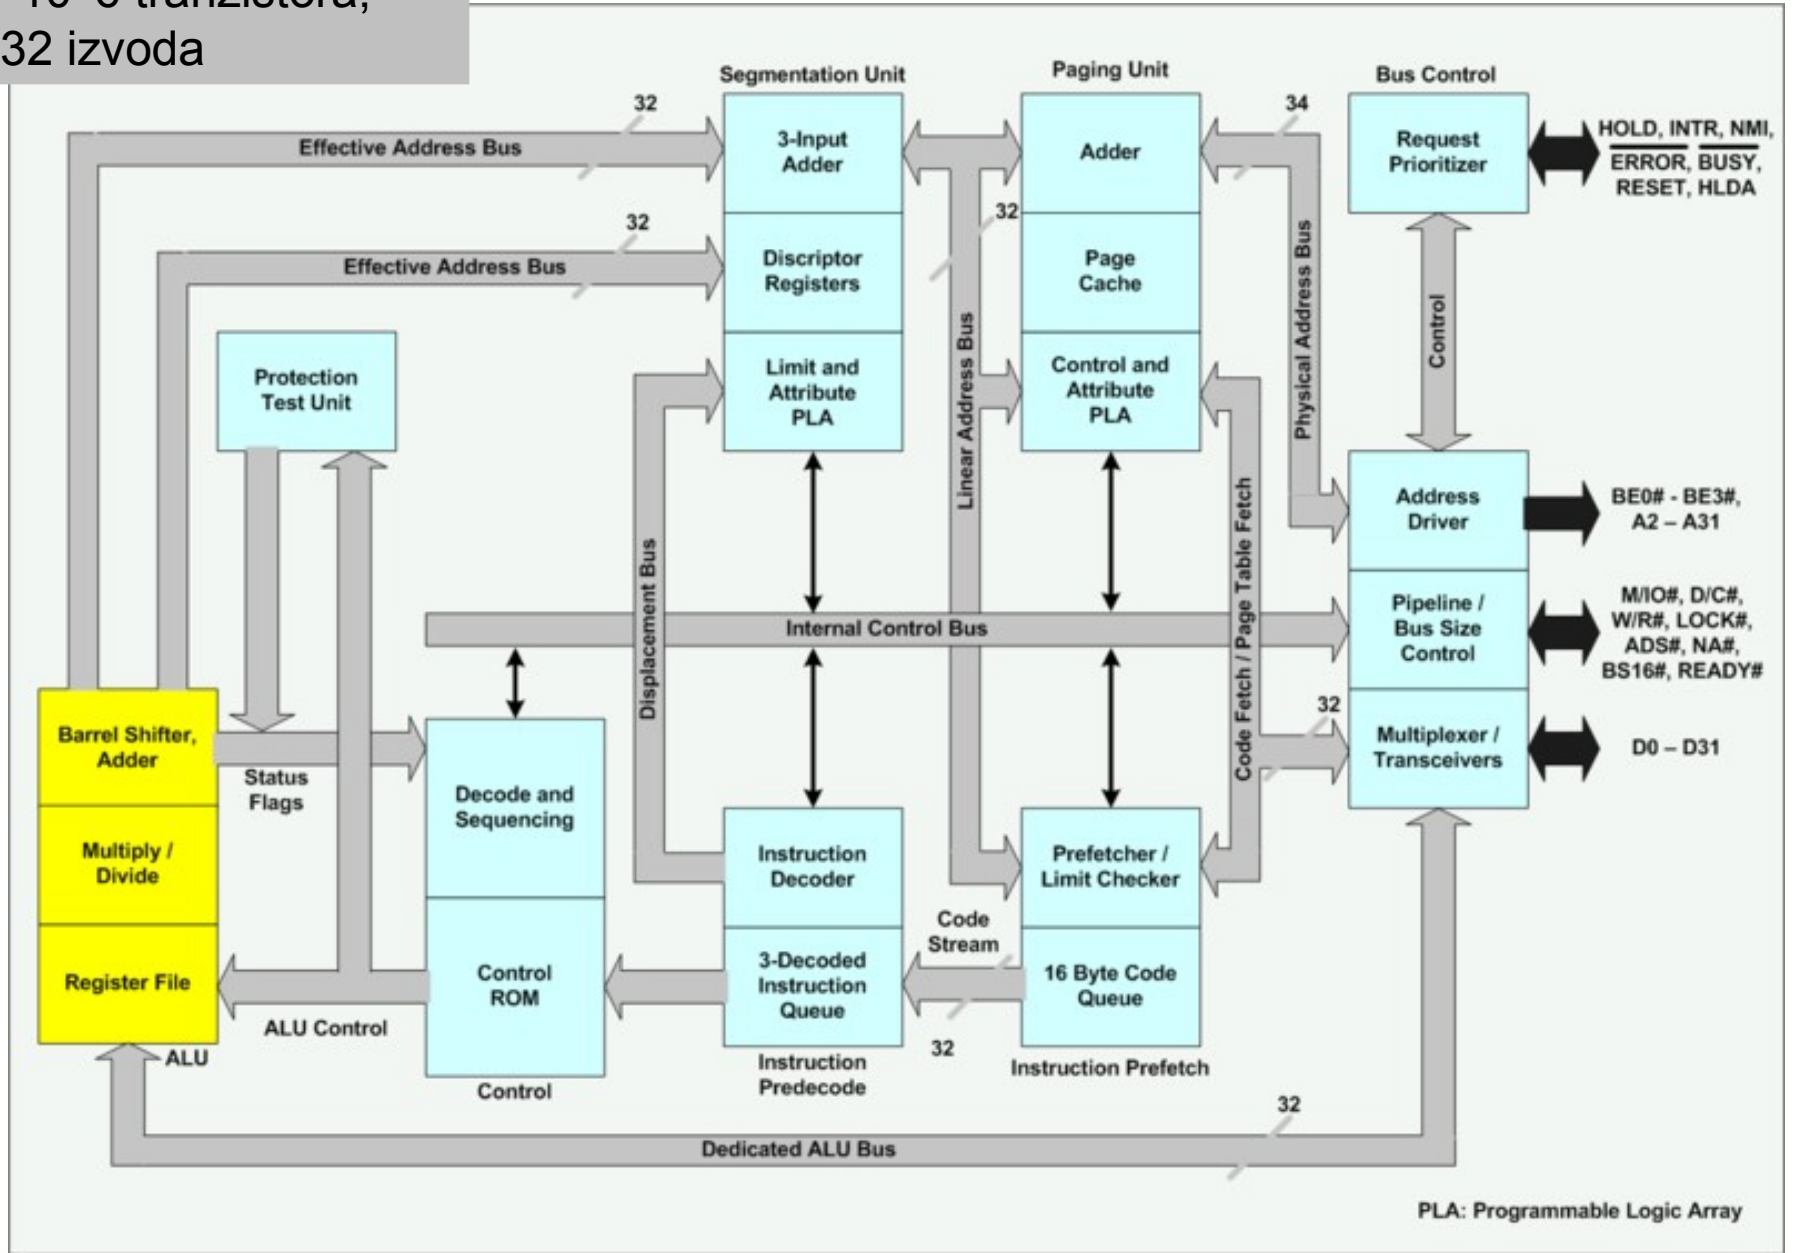 10^6 tranzistora,
32 izvoda
Segmentation Unit
Paging Unit
Bus Control
32
34
Effective Address Bus
3-Input
Adder
Adder
Request
Prioritizer
HOLD, INTR, NMI,
ERROR, BUSY,
RESET, HLDA
32
32
Effective Address Bus
Discriptor
Registers
Page
Cache
Physical Address Bus
Control
Protection
Test Unit
Limit and
Attribute
PLA
Linear Address Bus
Control and
Attribute
PLA
Address
Driver
BE0# - BE3#,
A2 – A31
Displacement Bus
Code Fetch / Page Table Fetch
Internal Control Bus
Pipeline /
Bus Size
Control
M/IO#, D/C#,
W/R#, LOCK#,
ADS#, NA#,
BS16#, READY#
32
Barrel Shifter,
Adder
Status
Flags
Multiplexer /
Transceivers
D0 – D31
Decode and
Sequencing
Multiply /
Divide
Instruction
Decoder
Prefetcher /
Limit Checker
Code
Stream
Register File
Control
ROM
3-Decoded
Instruction
Queue
16 Byte Code
Queue
ALU Control
32
ALU
Control
Instruction
Predecode
Instruction Prefetch
32
Dedicated ALU Bus
PLA: Programmable Logic Array